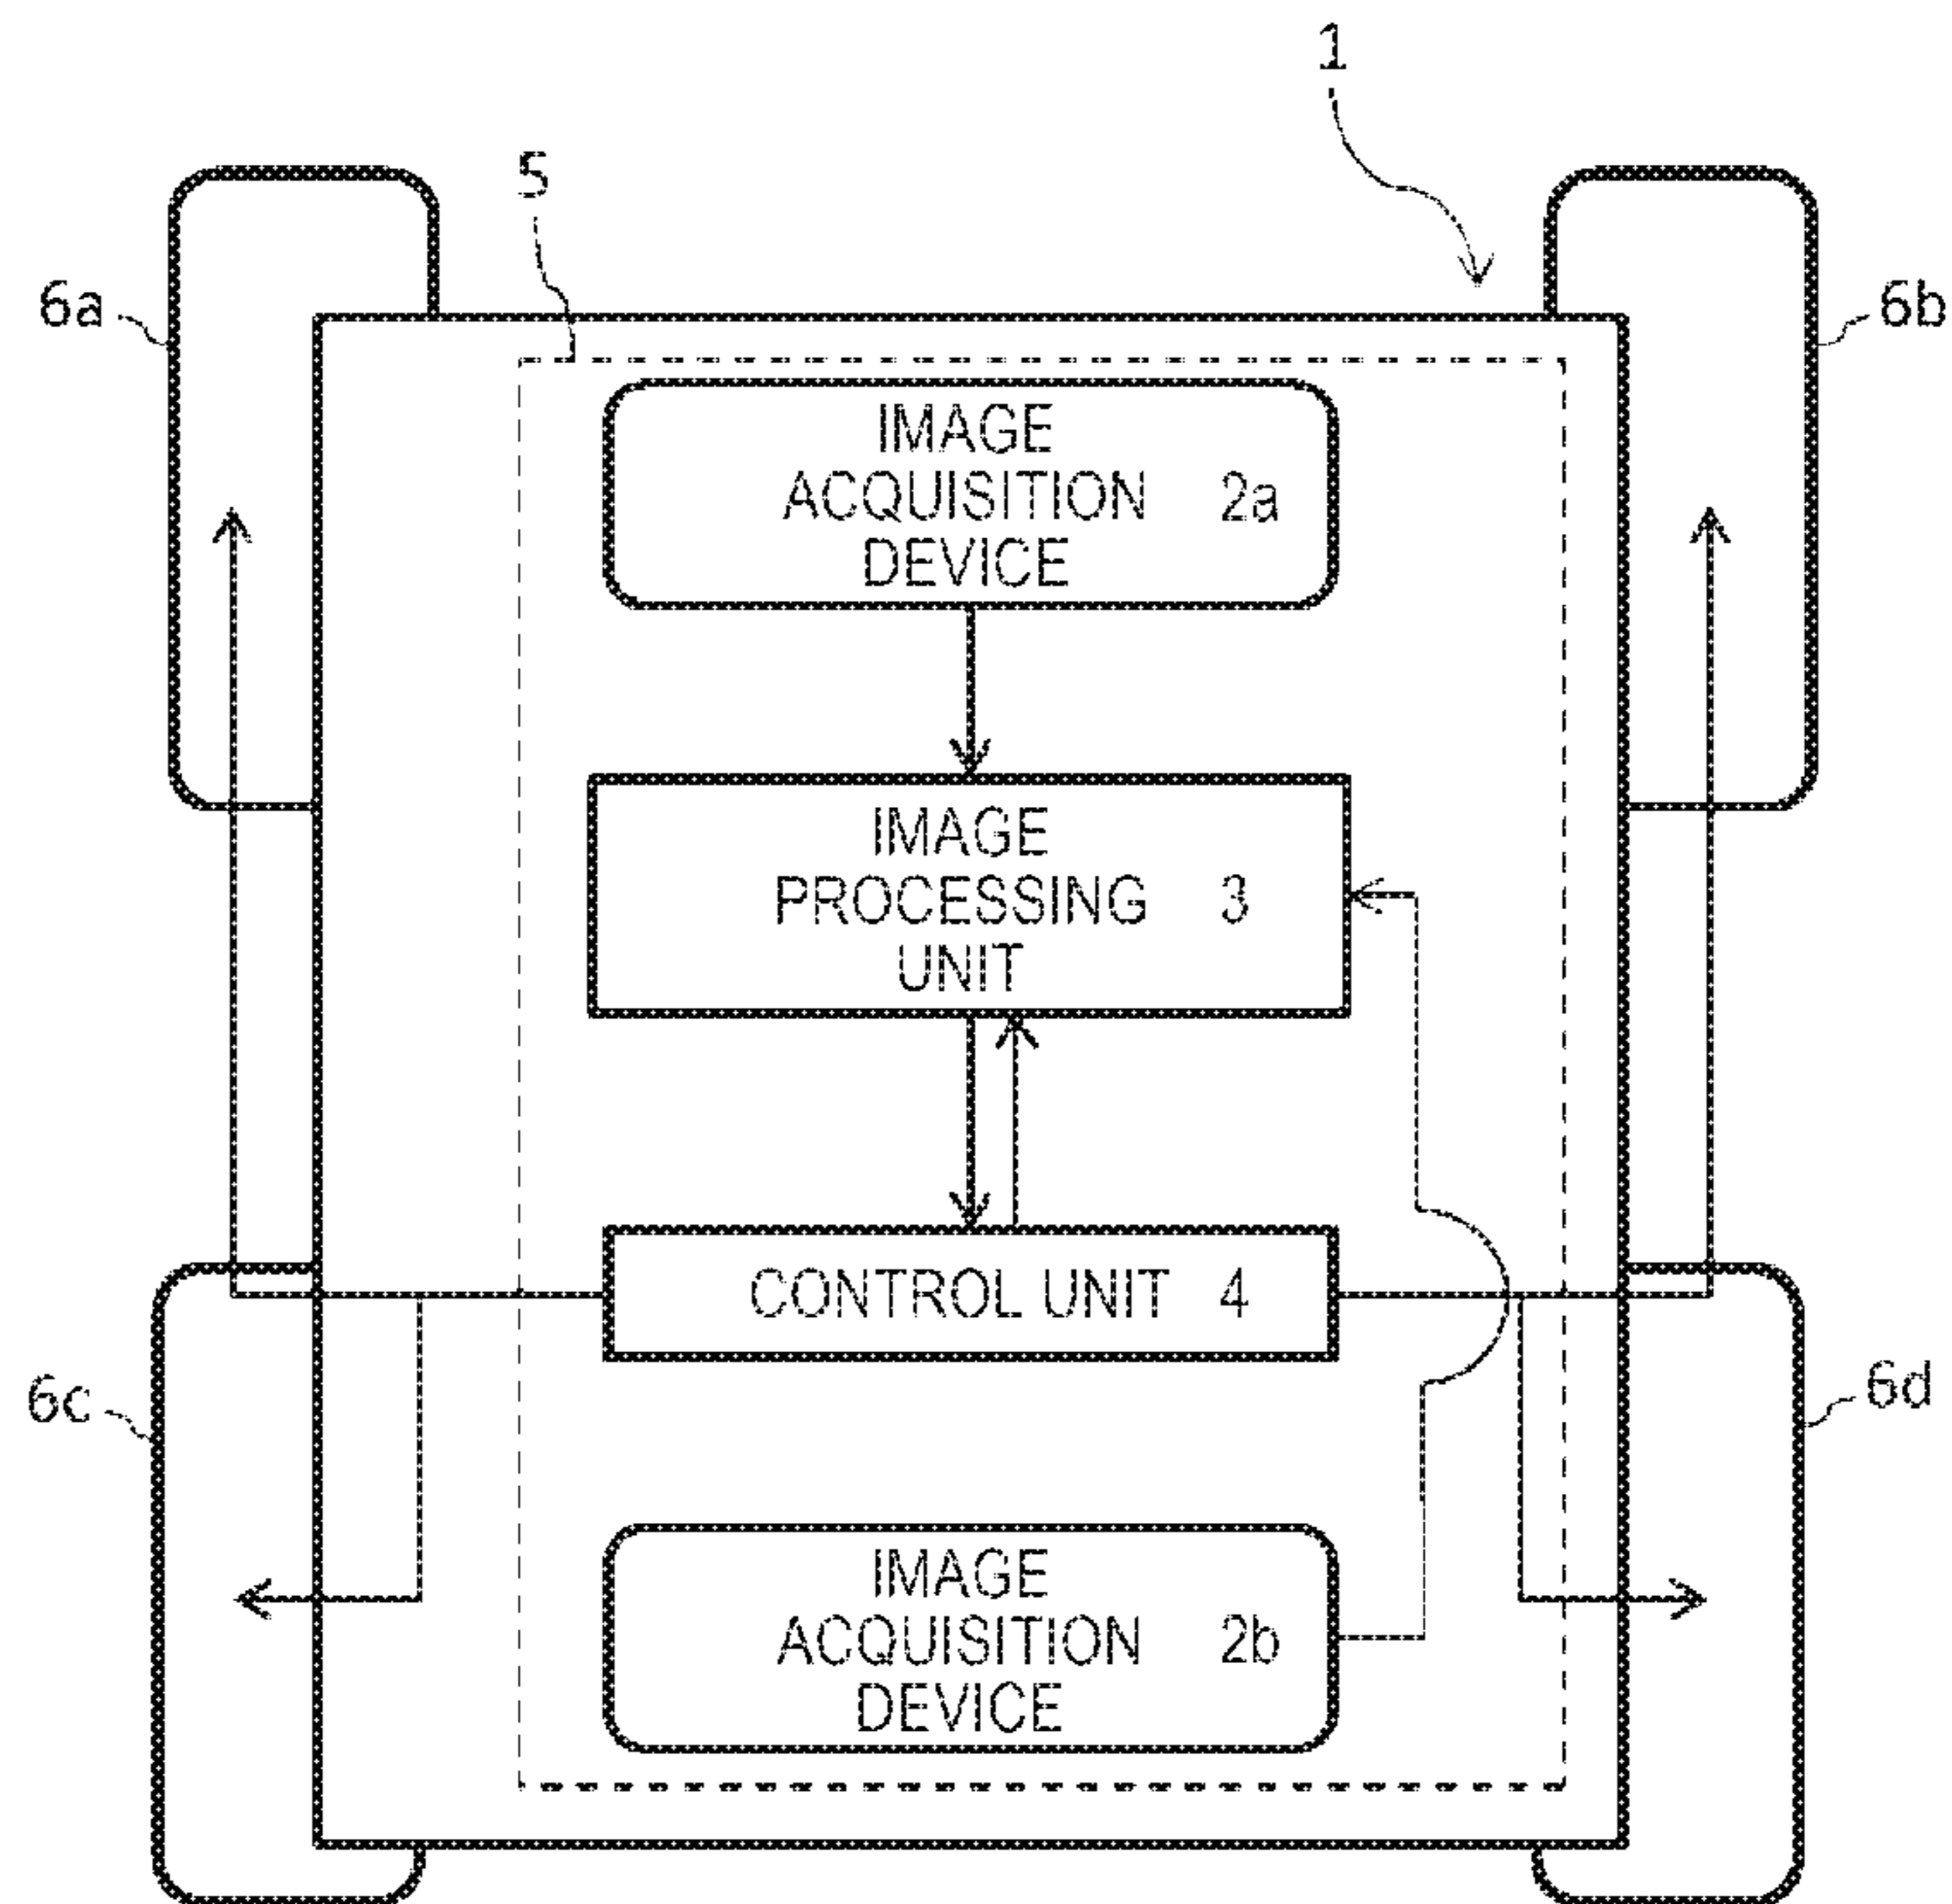 1
5
6a
6b
IMAGE
ACQUISITION 2a
DEVICE
IMAGE
PROCESSING 3
UNIT
CONTROL UNIT 4
6c
6d
IMAGE
ACQUISITION 2b
DEVICE